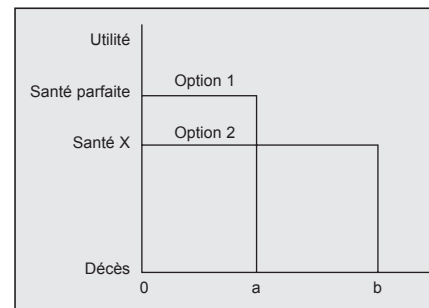 Utilité
Option 1
Santé parfaite
Option 2
Santé X
Décès
0 a b